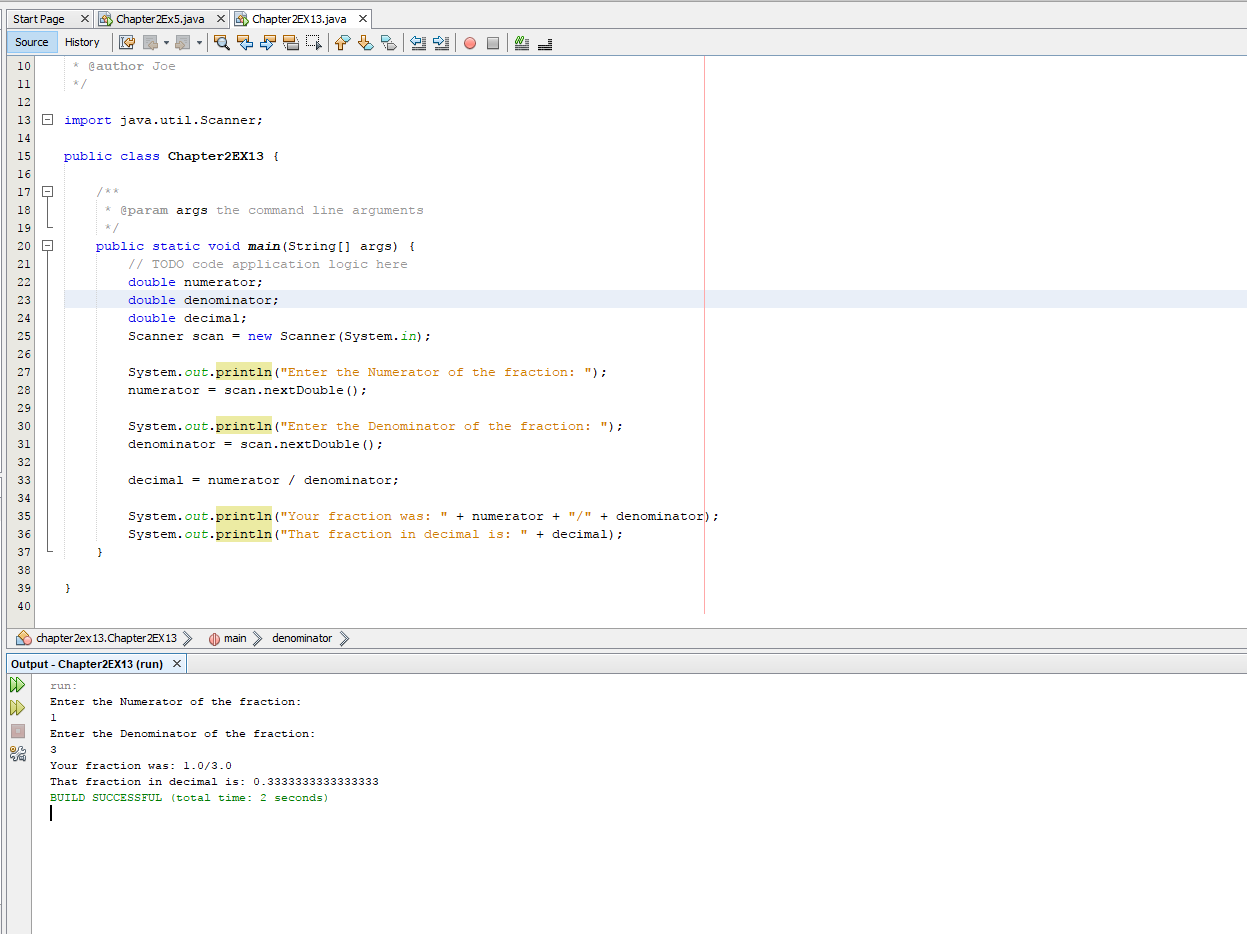 Start Page Chapter2Ex5.java Chapter2EX13.java
Source History
10 * @author Joe
11 */
12
13 import java.util.Scanner;
14
15 public class Chapter2EX13 {
16
17 /**
18 * @param args the command line arguments
19 */
20 public static void main(String[] args) {
21 // TODO code application logic here
22 double numerator;
23 double denominator;
24 double decimal;
25 Scanner scan = new Scanner(System.in);
26
27 System.out.println("Enter the Numerator of the fraction: ");
28 numerator = scan.nextDouble();
29
30 System.out.println("Enter the Denominator of the fraction: ");
31 denominator = scan.nextDouble();
32
33 decimal = numerator / denominator;
34
35 System.out.println("Your fraction was: " + numerator + "/" + denominator);
36 System.out.println("That fraction in decimal is: " + decimal);
37 }
38
39 }
40
chapter2ex13.Chapter2EX13 main denominator
Output - Chapter2EX13 (run)
run:
Enter the Numerator of the fraction:
1
Enter the Denominator of the fraction:
3
Your fraction was: 1.0/3.0
That fraction in decimal is: 0.3333333333333333
BUILD SUCCESSFUL (total time: 2 seconds)